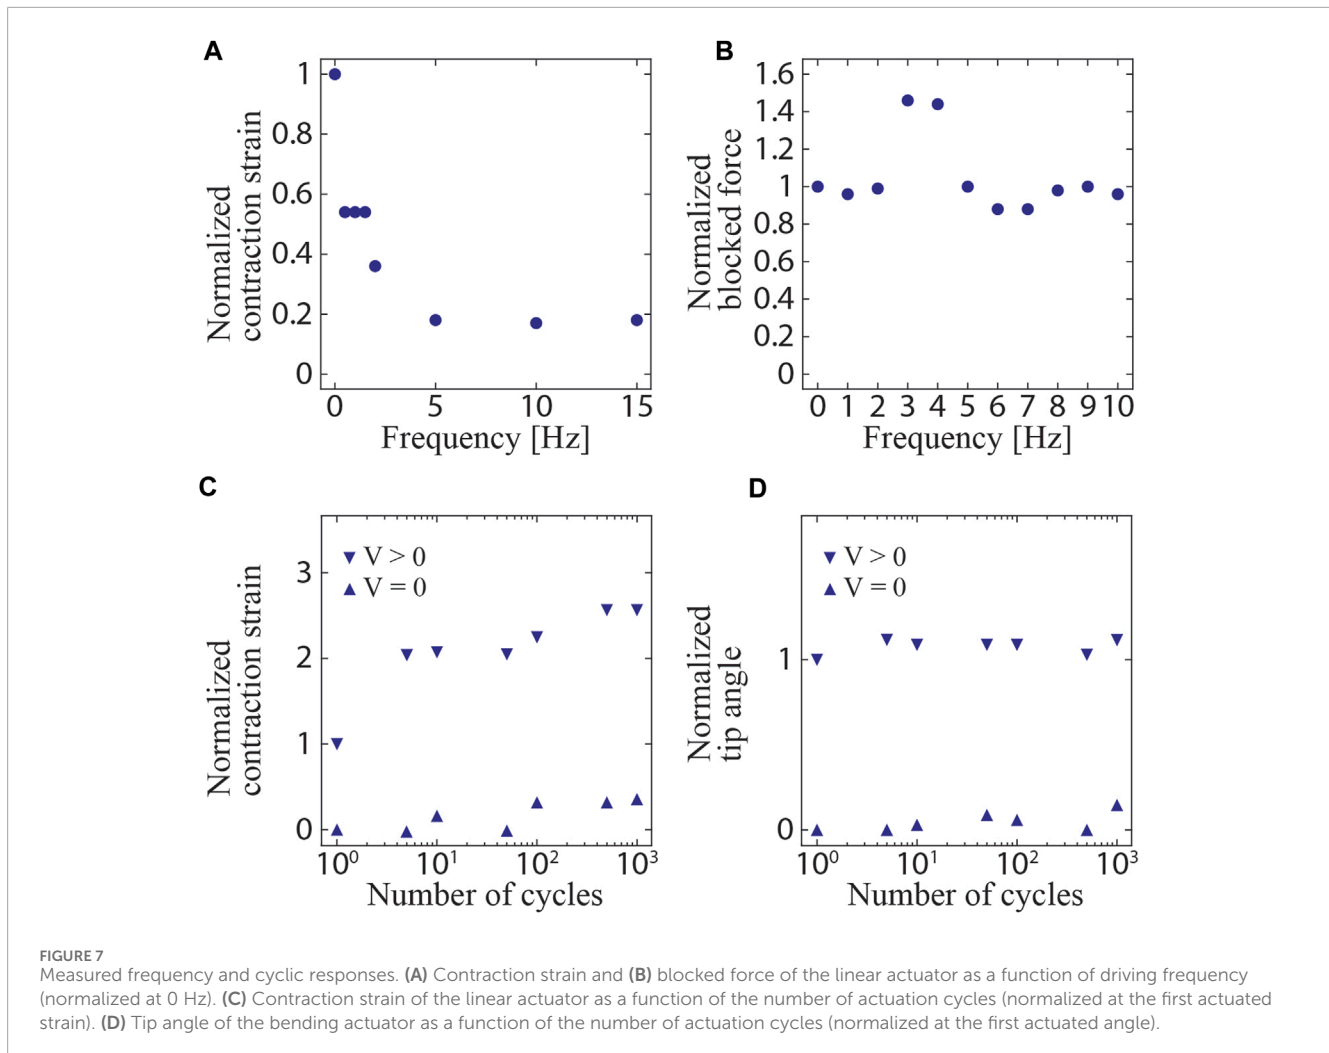 A
Normalized
contraction strain
1
0.8
0.6
0.4
0.2
0
0 5 10 15
Frequency [Hz]
B
Normalized
blocked force
1.6
1.4
1.2
1
0.8
0.6
0.4
0.2
0
0 1 2 3 4 5 6 7 8 9 10
Frequency [Hz]
C
Normalized
contraction strain
V > 0
V = 0
3
2
1
0
10⁰ 10¹ 10² 10³
Number of cycles
D
Normalized
tip angle
V > 0
V = 0
1
0
10⁰ 10¹ 10² 10³
Number of cycles
FIGURE 7
Measured frequency and cyclic responses. (A) Contraction strain and (B) blocked force of the linear actuator as a function of driving frequency
(normalized at 0 Hz). (C) Contraction strain of the linear actuator as a function of the number of actuation cycles (normalized at the first actuated
strain). (D) Tip angle of the bending actuator as a function of the number of actuation cycles (normalized at the first actuated angle).